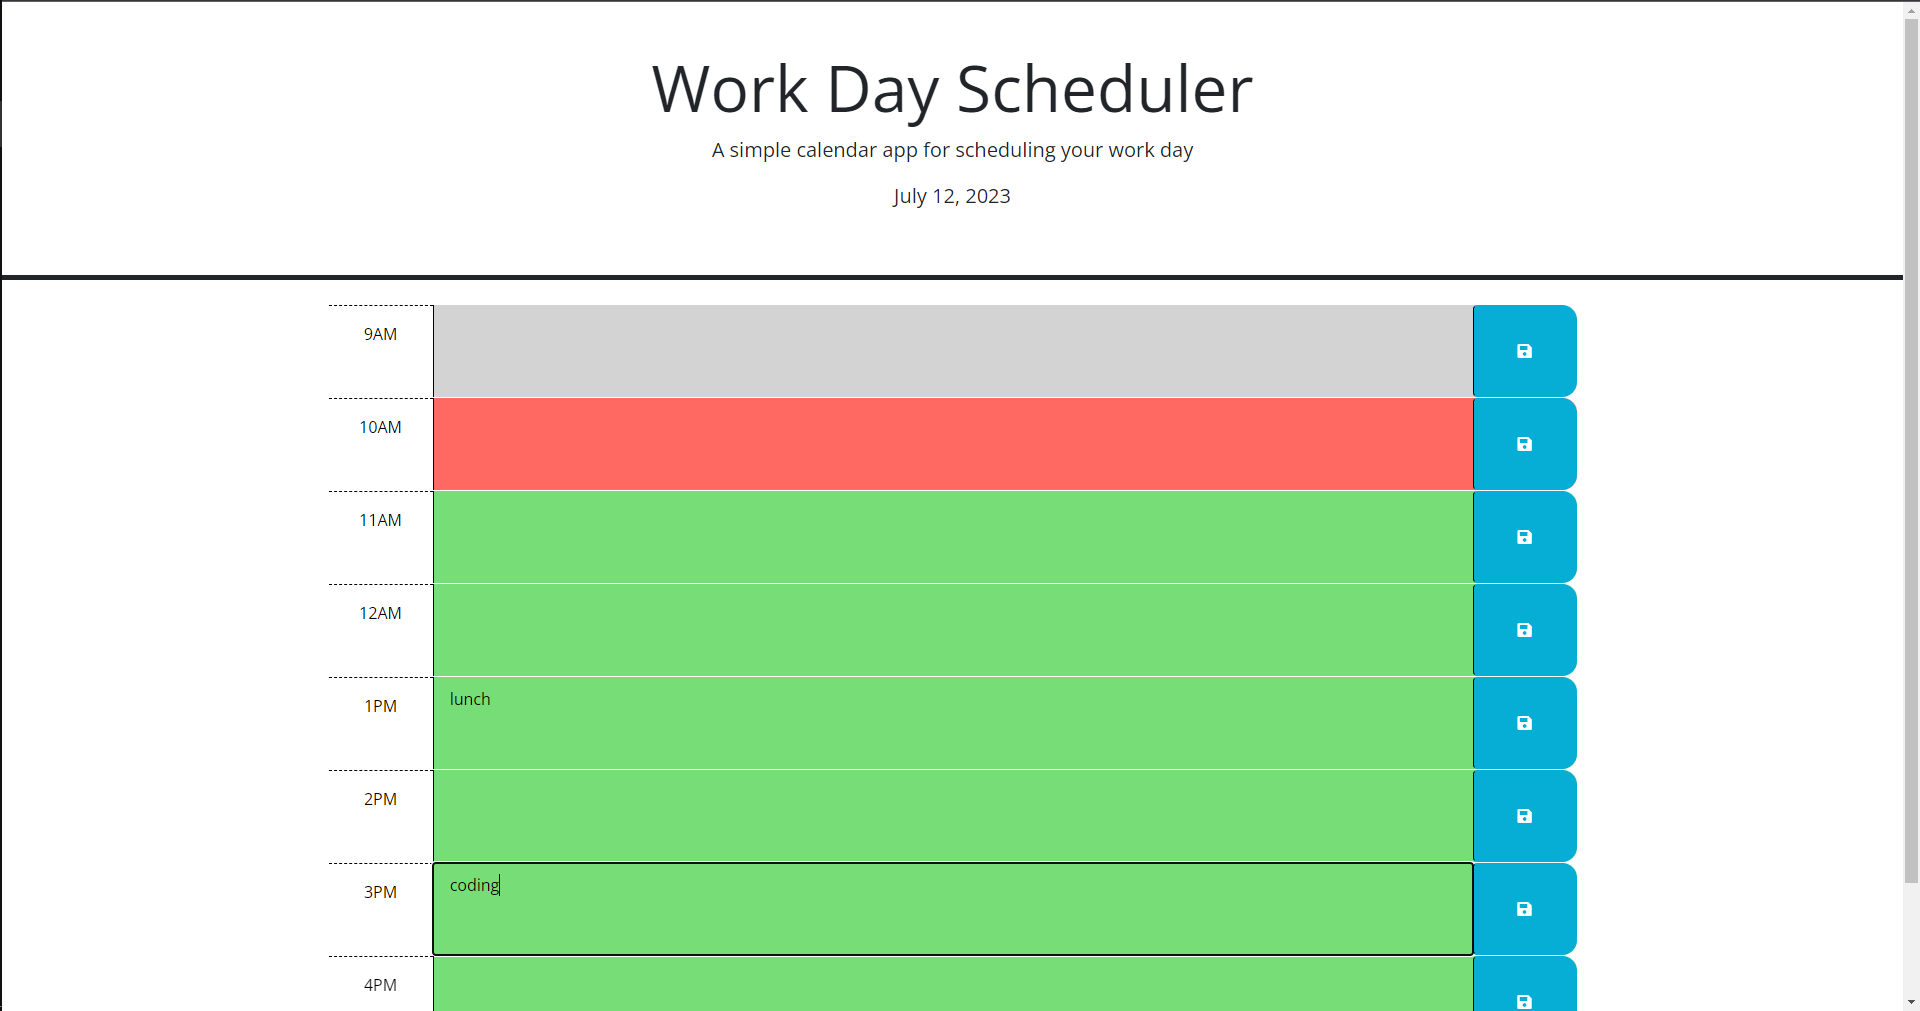 Work Day Scheduler
A simple calendar app for scheduling your work day
July 12, 2023
9AM
10AM
11AM
12AM
1PM
lunch
2PM
3PM
coding
4PM